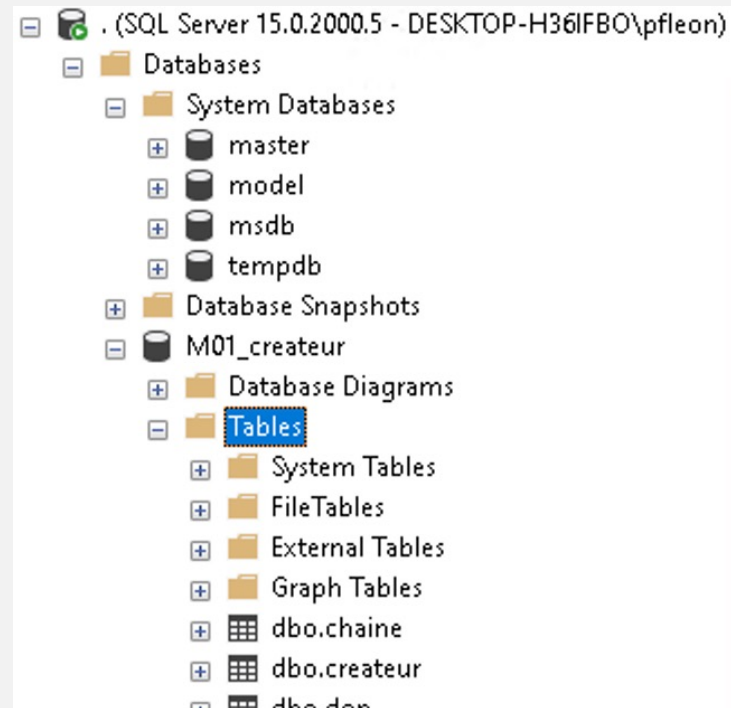 . (SQL Server 15.0.2000.5 - DESKTOP-H36IFBO\pfleon)
Databases
System Databases
master
model
msdb
tempdb
Database Snapshots
M01_createur
Database Diagrams
Tables
System Tables
FileTables
External Tables
Graph Tables
dbo.chaine
dbo.createur